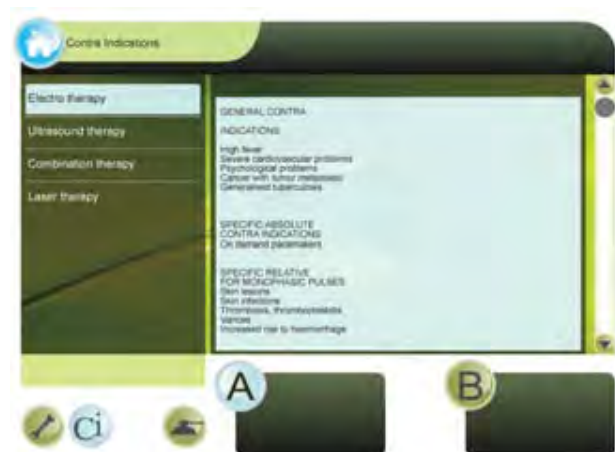 Contra Indications
Electro therapy
Ultrasound therapy
Combination therapy
Laser therapy
GENERAL CONTRA
INDICATIONS
High fever
Severe cardiovascular problems
Psychological problems
Cancer with tumor metastasis
Generalised tuberculosis
SPECIFIC ABSOLUTE
CONTRA INDICATIONS
On demand pacemakers
SPECIFIC RELATIVE
FOR MONOPHASIC PULSES
Skin lesions
Skin infections
Thrombosis, thrombophlebitis
Varices
Increased rise to haemorrhage
A
B
Ci